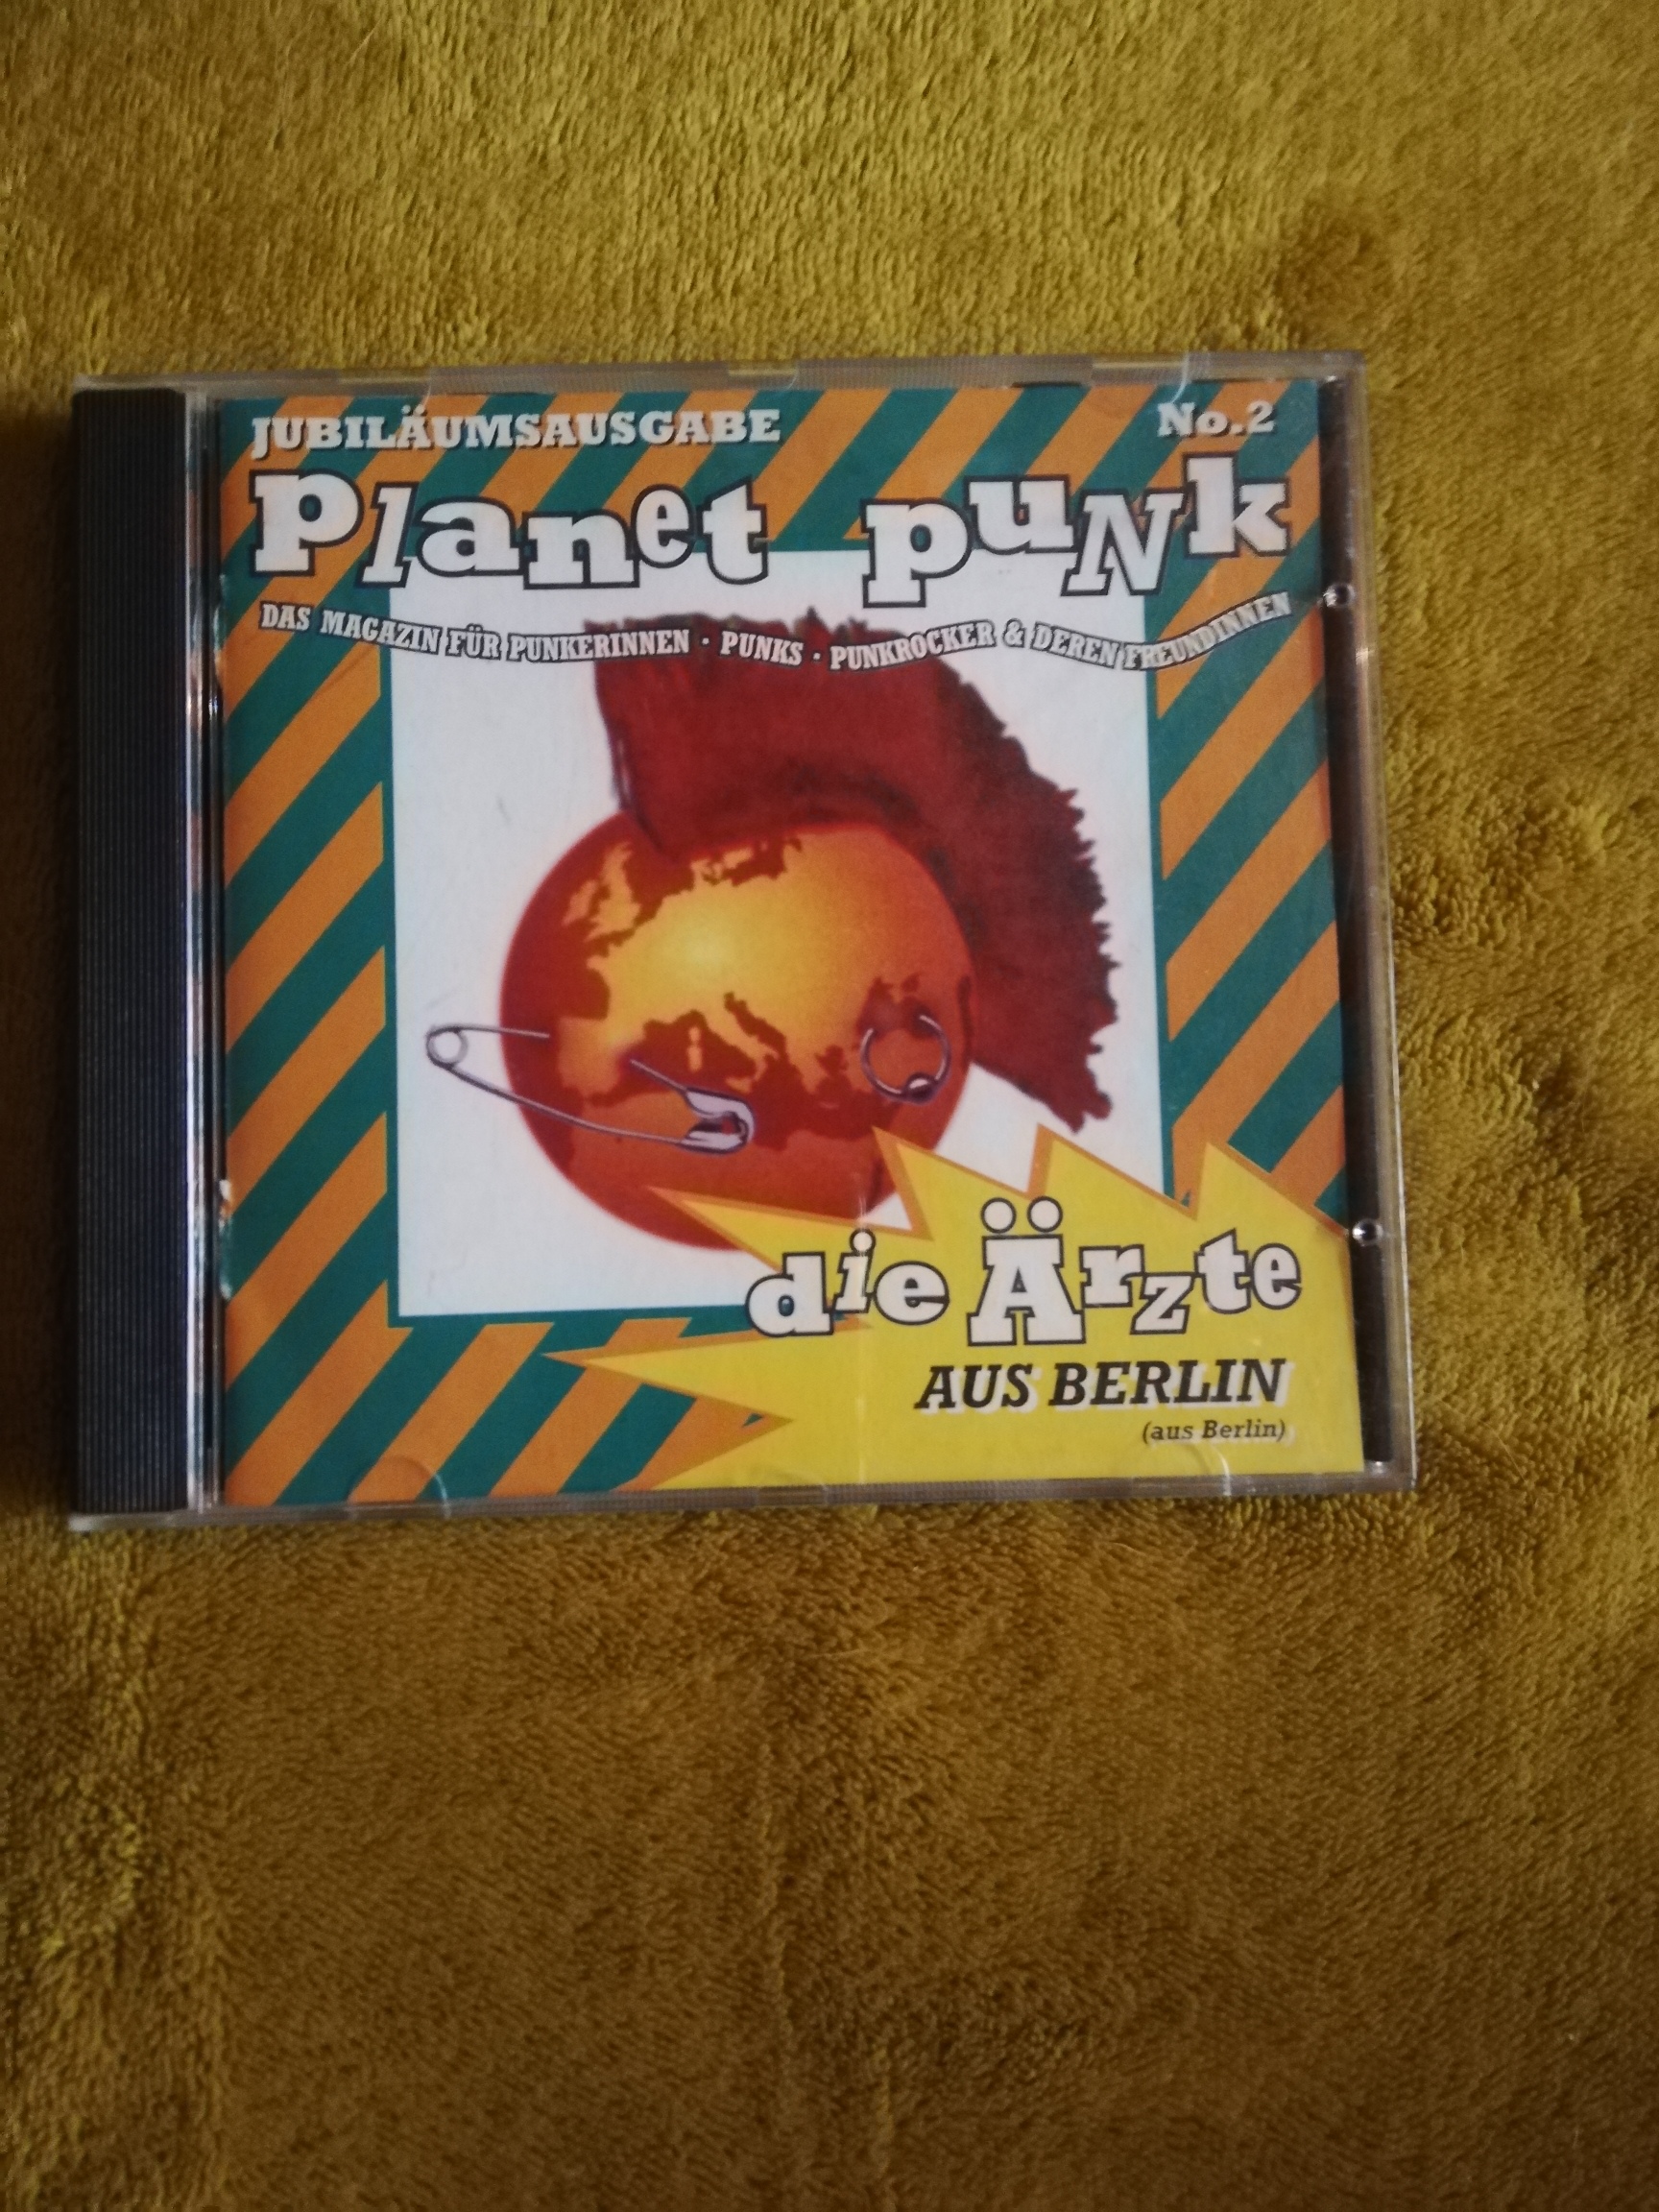 JUBILÄUMSAUSGABE No.2
planet puNk
DAS MAGAZIN FÜR PUNKERINNEN · PUNKS · PUNKROCKER & DEREN FREUNDINNEN
die Ärzte
AUS BERLIN
(aus Berlin)